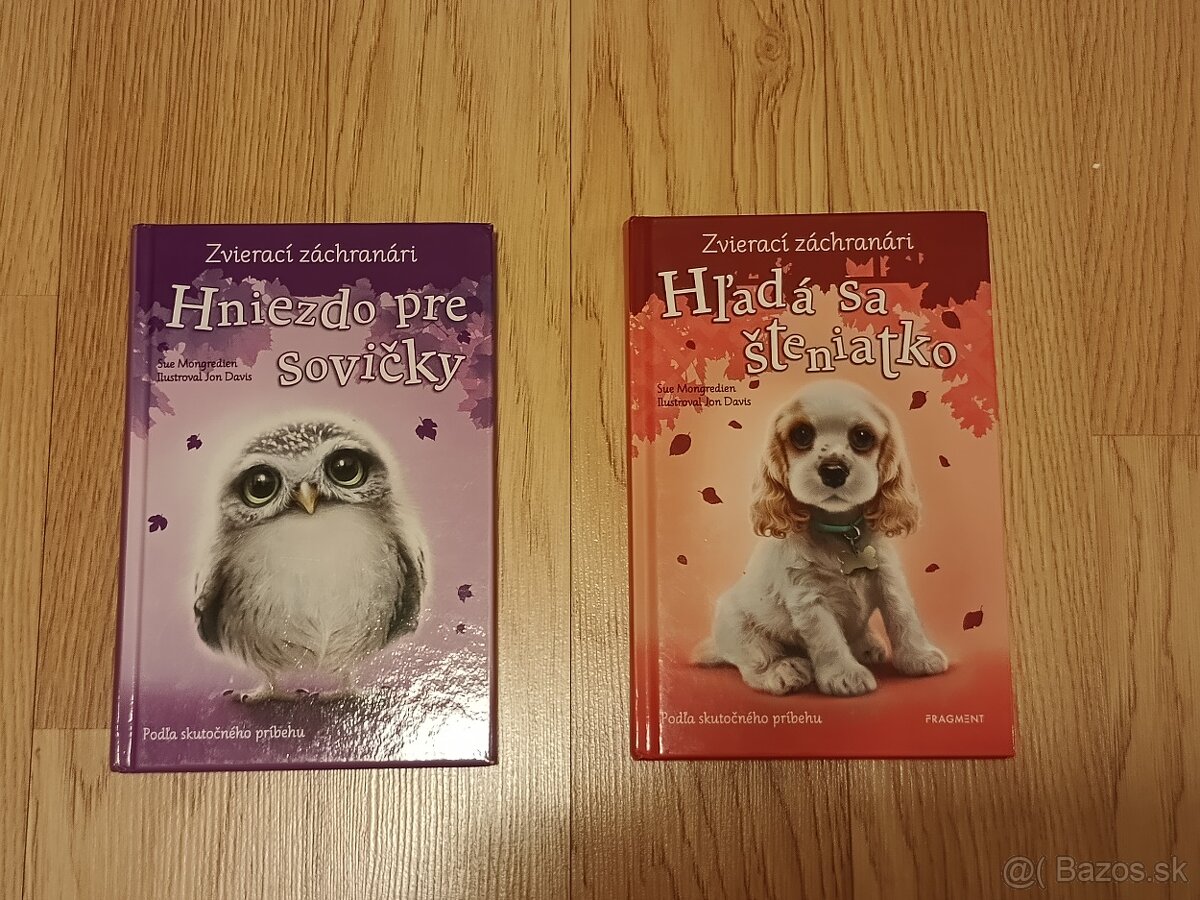 Zvierací záchranári
Hniezdo pre
sovičky
Sue Mongredien
Ilustroval Jon Davis
Podľa skutočného príbehu
Zvierací záchranári
Hľadá sa
šteniatko
Sue Mongredien
Ilustroval Jon Davis
Podľa skutočného príbehu
FRAGMENT
@( Bazos.sk